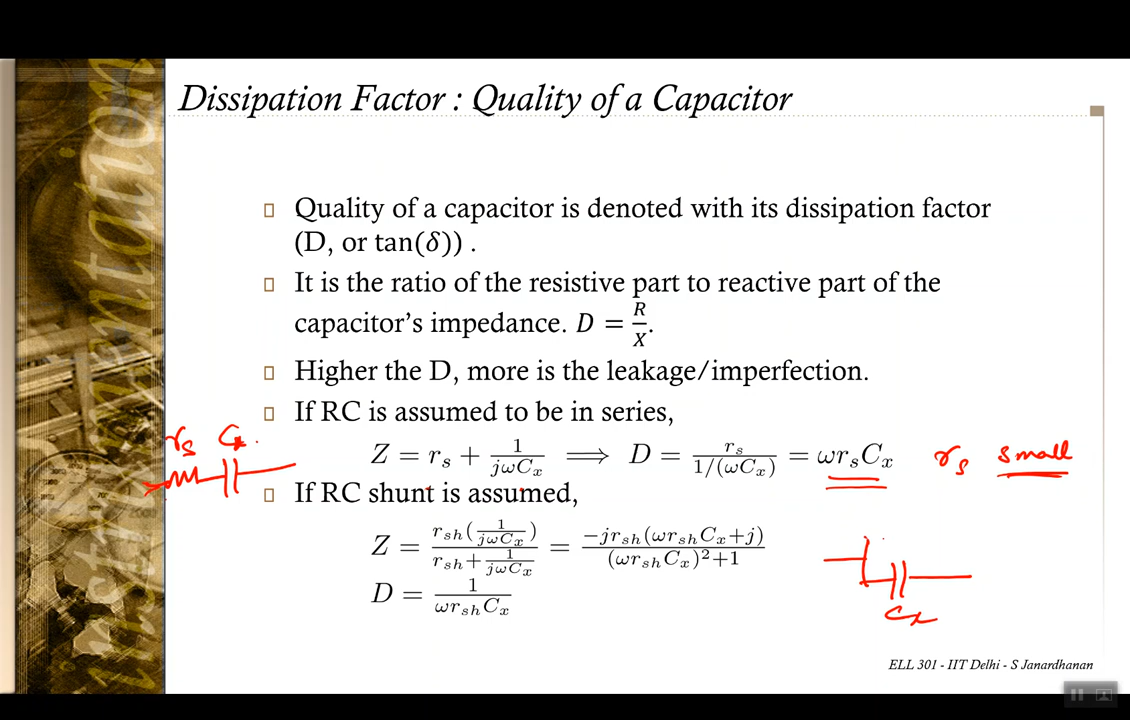 Dissipation Factor : Quality of a Capacitor
Quality of a capacitor is denoted with its dissipation factor
(D, or tan(δ)) .
It is the ratio of the resistive part to reactive part of the
capacitor's impedance. D = R/X.
Higher the D, more is the leakage/imperfection.
If RC is assumed to be in series,
r_s C_x
Z = r_s + 1/(jωC_x) ⟹ D = r_s/(1/(ωC_x)) = ωr_sC_x
r_s small
If RC shunt is assumed,
Z = r_sh(1/(jωC_x))/(r_sh + 1/(jωC_x)) = -jr_sh(ωr_shC_x+j)/((ωr_shC_x)²+1)
D = 1/(ωr_shC_x)
C_x
ELL 301 - IIT Delhi - S Janardhanan